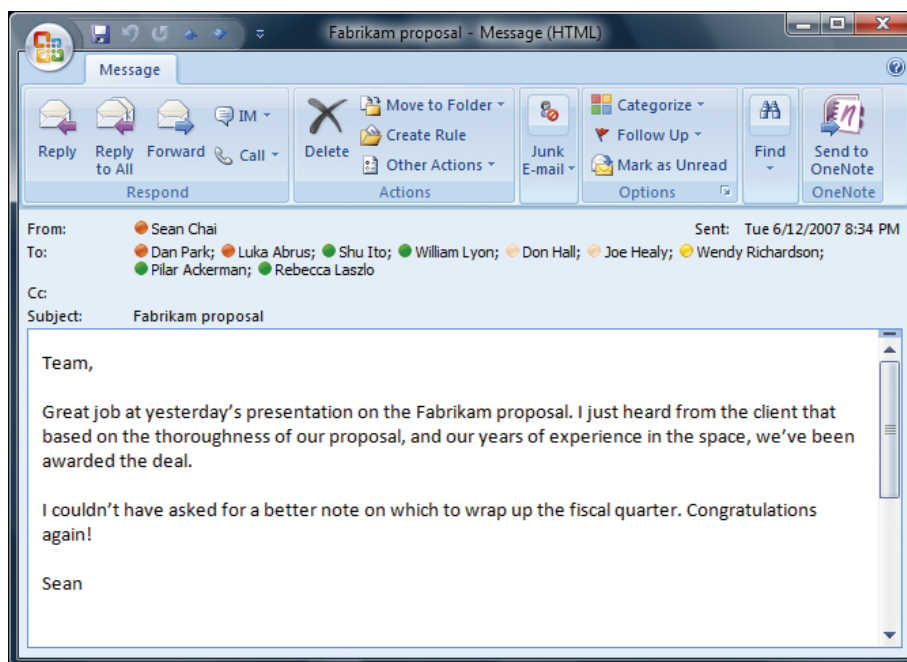 Fabrikam proposal - Message (HTML)
Message
Reply
Reply to All
Forward
IM
Call
Respond
Delete
Move to Folder
Create Rule
Other Actions
Actions
Junk E-mail
Categorize
Follow Up
Mark as Unread
Options
Find
Send to OneNote
OneNote
From: Sean Chai Sent: Tue 6/12/2007 8:34 PM
To: Dan Park; Luka Abrus; Shu Ito; William Lyon; Don Hall; Joe Healy; Wendy Richardson;
Pilar Ackerman; Rebecca Laszlo
Cc:
Subject: Fabrikam proposal
Team,
Great job at yesterday’s presentation on the Fabrikam proposal. I just heard from the client that
based on the thoroughness of our proposal, and our years of experience in the space, we’ve been
awarded the deal.
I couldn’t have asked for a better note on which to wrap up the fiscal quarter. Congratulations
again!
Sean